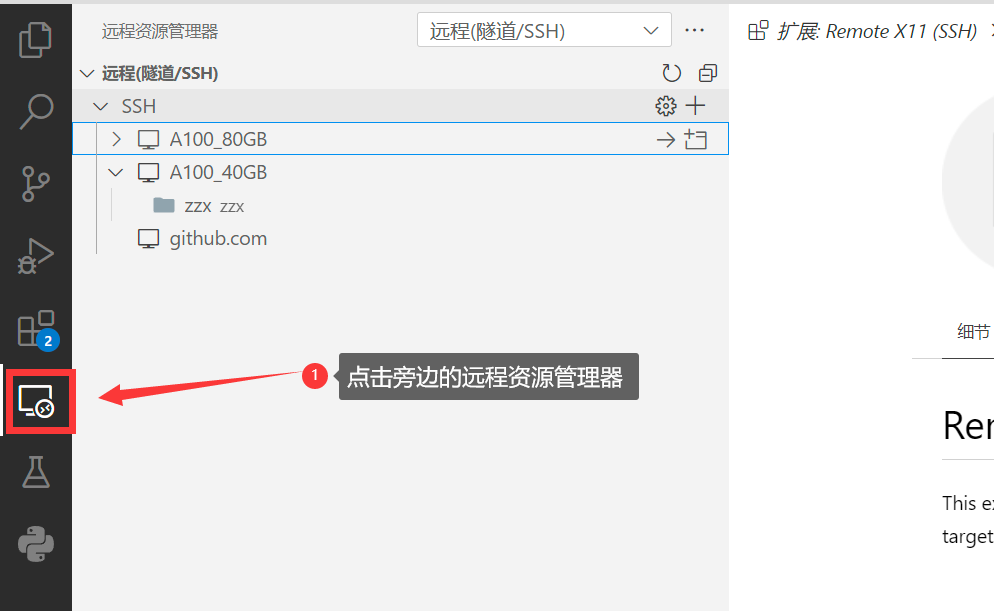 远程资源管理器
远程(隧道/SSH)
扩展: Remote X11 (SSH)
远程(隧道/SSH)
SSH
A100_80GB
A100_40GB
zzx zzx
github.com
2
1
点击旁边的远程资源管理器
细节
This
target